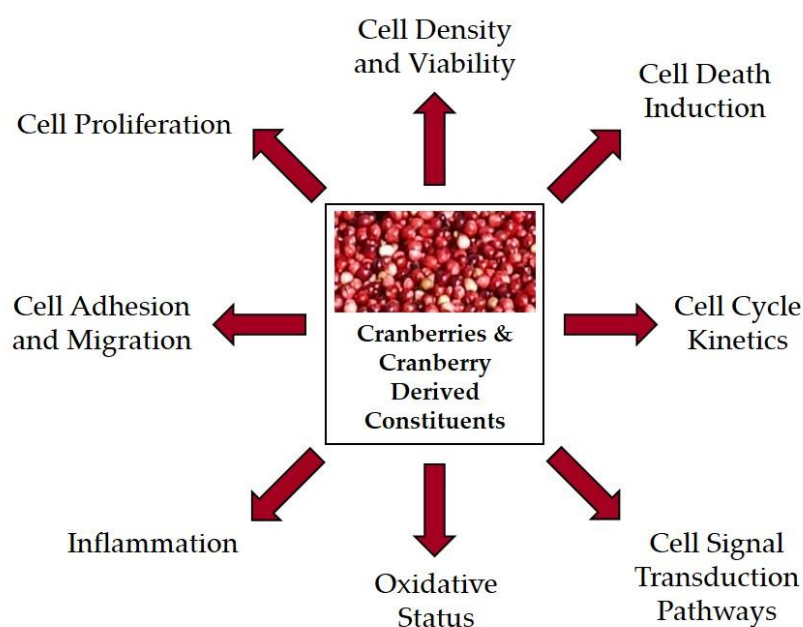 Cell Density
and Viability
Cell Death
Induction
Cell Proliferation
Cell Adhesion
and Migration
Cranberries &
Cranberry
Derived
Constituents
Cell Cycle
Kinetics
Inflammation
Oxidative
Status
Cell Signal
Transduction
Pathways